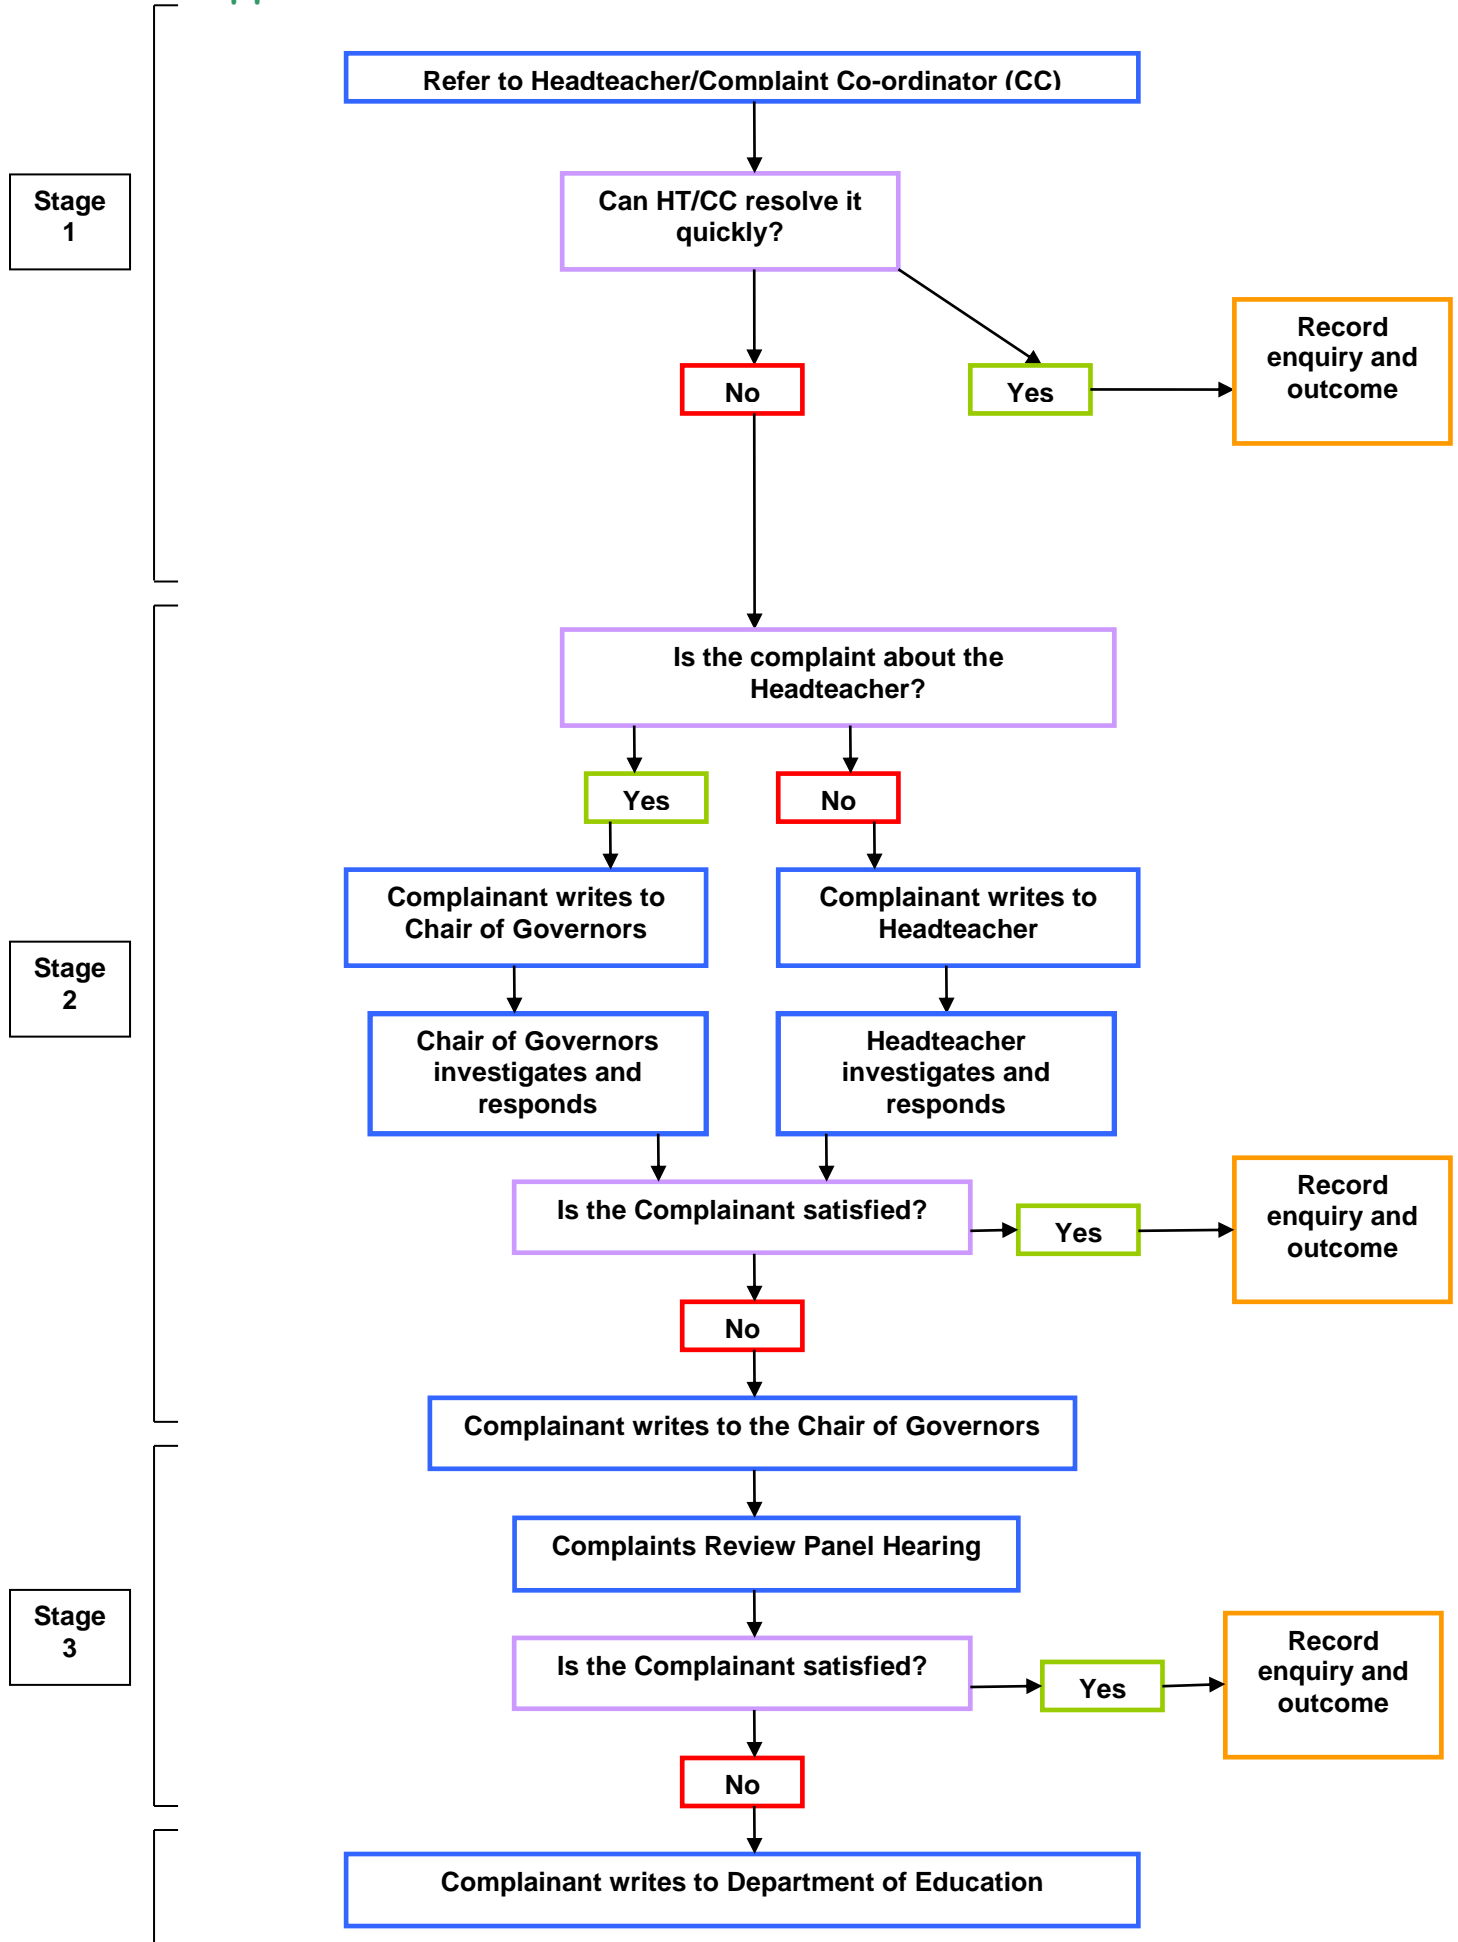 Refer to Headteacher/Complaint Co-ordinator (CC)
Stage
1
Can HT/CC resolve it
quickly?
No
Yes
Record
enquiry and
outcome
Is the complaint about the
Headteacher?
Yes
No
Stage
2
Complainant writes to
Chair of Governors
Complainant writes to
Headteacher
Chair of Governors
investigates and
responds
Headteacher
investigates and
responds
Is the Complainant satisfied?
Yes
Record
enquiry and
outcome
No
Complainant writes to the Chair of Governors
Complaints Review Panel Hearing
Stage
3
Is the Complainant satisfied?
Yes
Record
enquiry and
outcome
No
Complainant writes to Department of Education